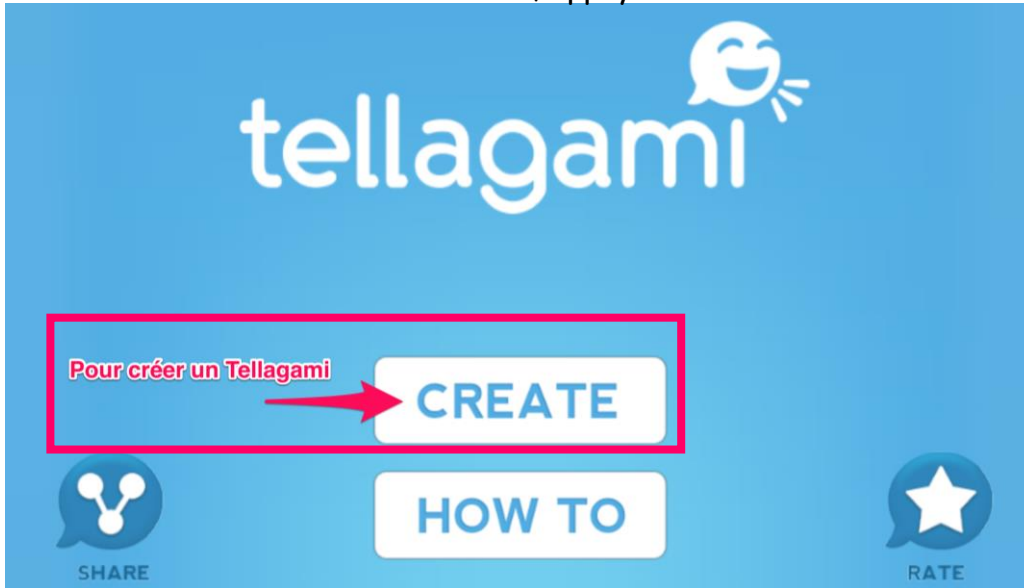 tellagami
Pour créer un Tellagami
CREATE
HOW TO
SHARE
RATE